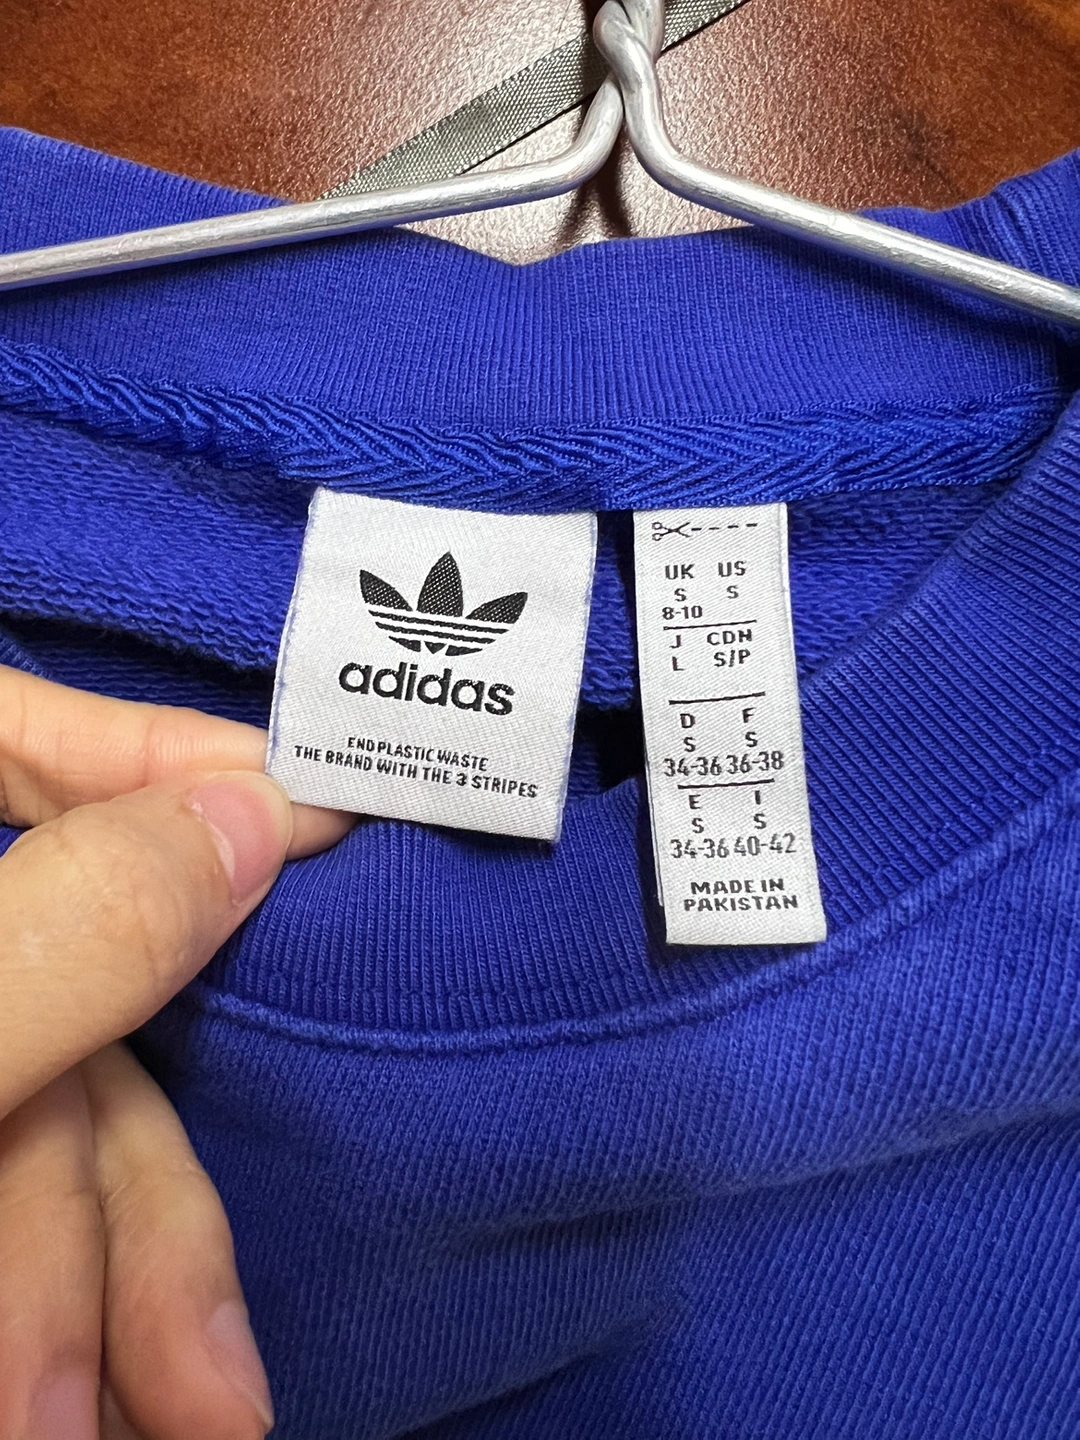 adidas
END PLASTIC WASTE
THE BRAND WITH THE 3 STRIPES
UK US
S S
8-10
J CDN
L S/P
D F
S S
34-36 36-38
E I
S S
34-36 40-42
MADE IN
PAKISTAN